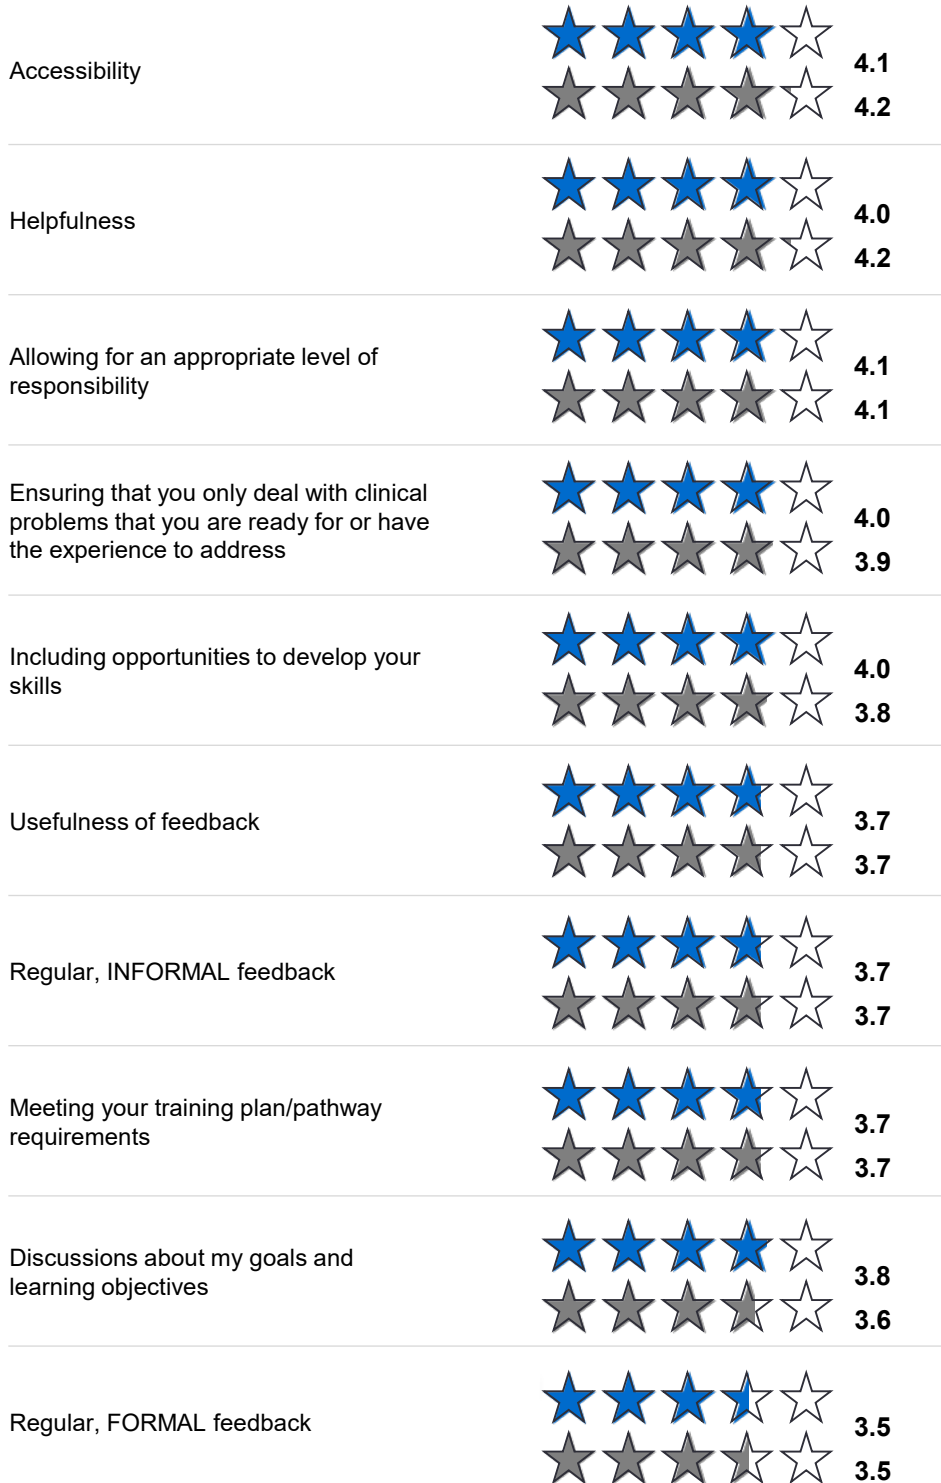 Accessibility
4.1
4.2
Helpfulness
4.0
4.2
Allowing for an appropriate level of
responsibility
4.1
4.1
Ensuring that you only deal with clinical
problems that you are ready for or have
the experience to address
4.0
3.9
Including opportunities to develop your
skills
4.0
3.8
Usefulness of feedback
3.7
3.7
Regular, INFORMAL feedback
3.7
3.7
Meeting your training plan/pathway
requirements
3.7
3.7
Discussions about my goals and
learning objectives
3.8
3.6
Regular, FORMAL feedback
3.5
3.5